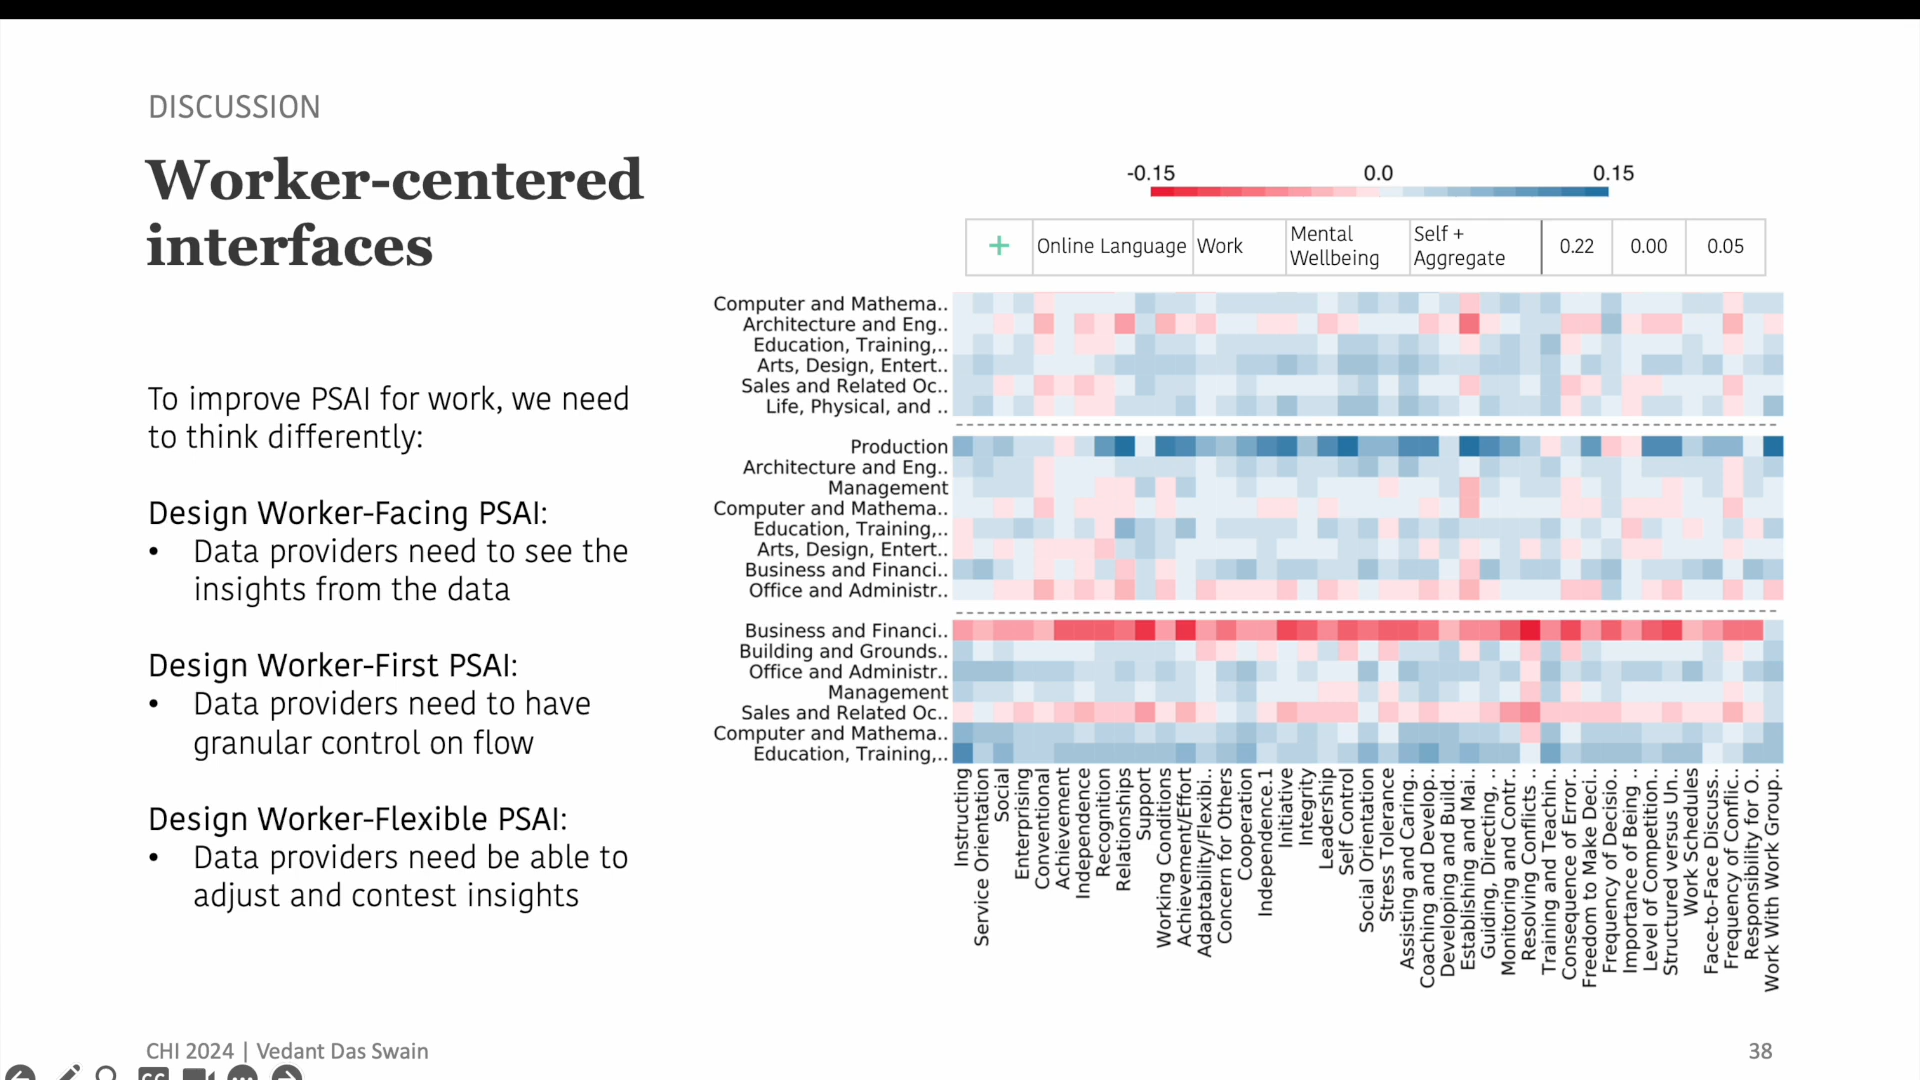 DISCUSSION
Worker-centered
interfaces
To improve PSAI for work, we need
to think differently:
Design Worker-Facing PSAI:
• Data providers need to see the
insights from the data
Design Worker-First PSAI:
• Data providers need to have
granular control on flow
Design Worker-Flexible PSAI:
• Data providers need be able to
adjust and contest insights
-0.15 0.0 0.15
+ Online Language Work Mental Wellbeing Self + Aggregate 0.22 0.00 0.05
Computer and Mathema..
Architecture and Eng..
Education, Training,..
Arts, Design, Entert..
Sales and Related Oc..
Life, Physical, and ..
Production
Architecture and Eng..
Management
Computer and Mathema..
Education, Training,..
Arts, Design, Entert..
Business and Financi..
Office and Administr..
Business and Financi..
Building and Grounds..
Office and Administr..
Management
Sales and Related Oc..
Computer and Mathema..
Education, Training,..
Instructing
Service Orientation
Social
Enterprising
Conventional
Achievement
Independence
Recognition
Relationships
Support
Working Conditions
Achievement/Effort
Adaptability/Flexibi..
Concern for Others
Cooperation
Independence.1
Initiative
Integrity
Leadership
Self Control
Social Orientation
Stress Tolerance
Assisting and Caring..
Coaching and Develop..
Developing and Build..
Establishing and Mai..
Guiding, Directing, ..
Monitoring and Contr..
Resolving Conflicts ..
Training and Teachin..
Consequence of Error..
Freedom to Make Deci..
Frequency of Decisio..
Importance of Being ..
Level of Competition..
Structured versus Un..
Work Schedules
Face-to-Face Discuss..
Frequency of Conflic..
Responsibility for O..
Work With Work Group..
CHI 2024 | Vedant Das Swain
38
CC